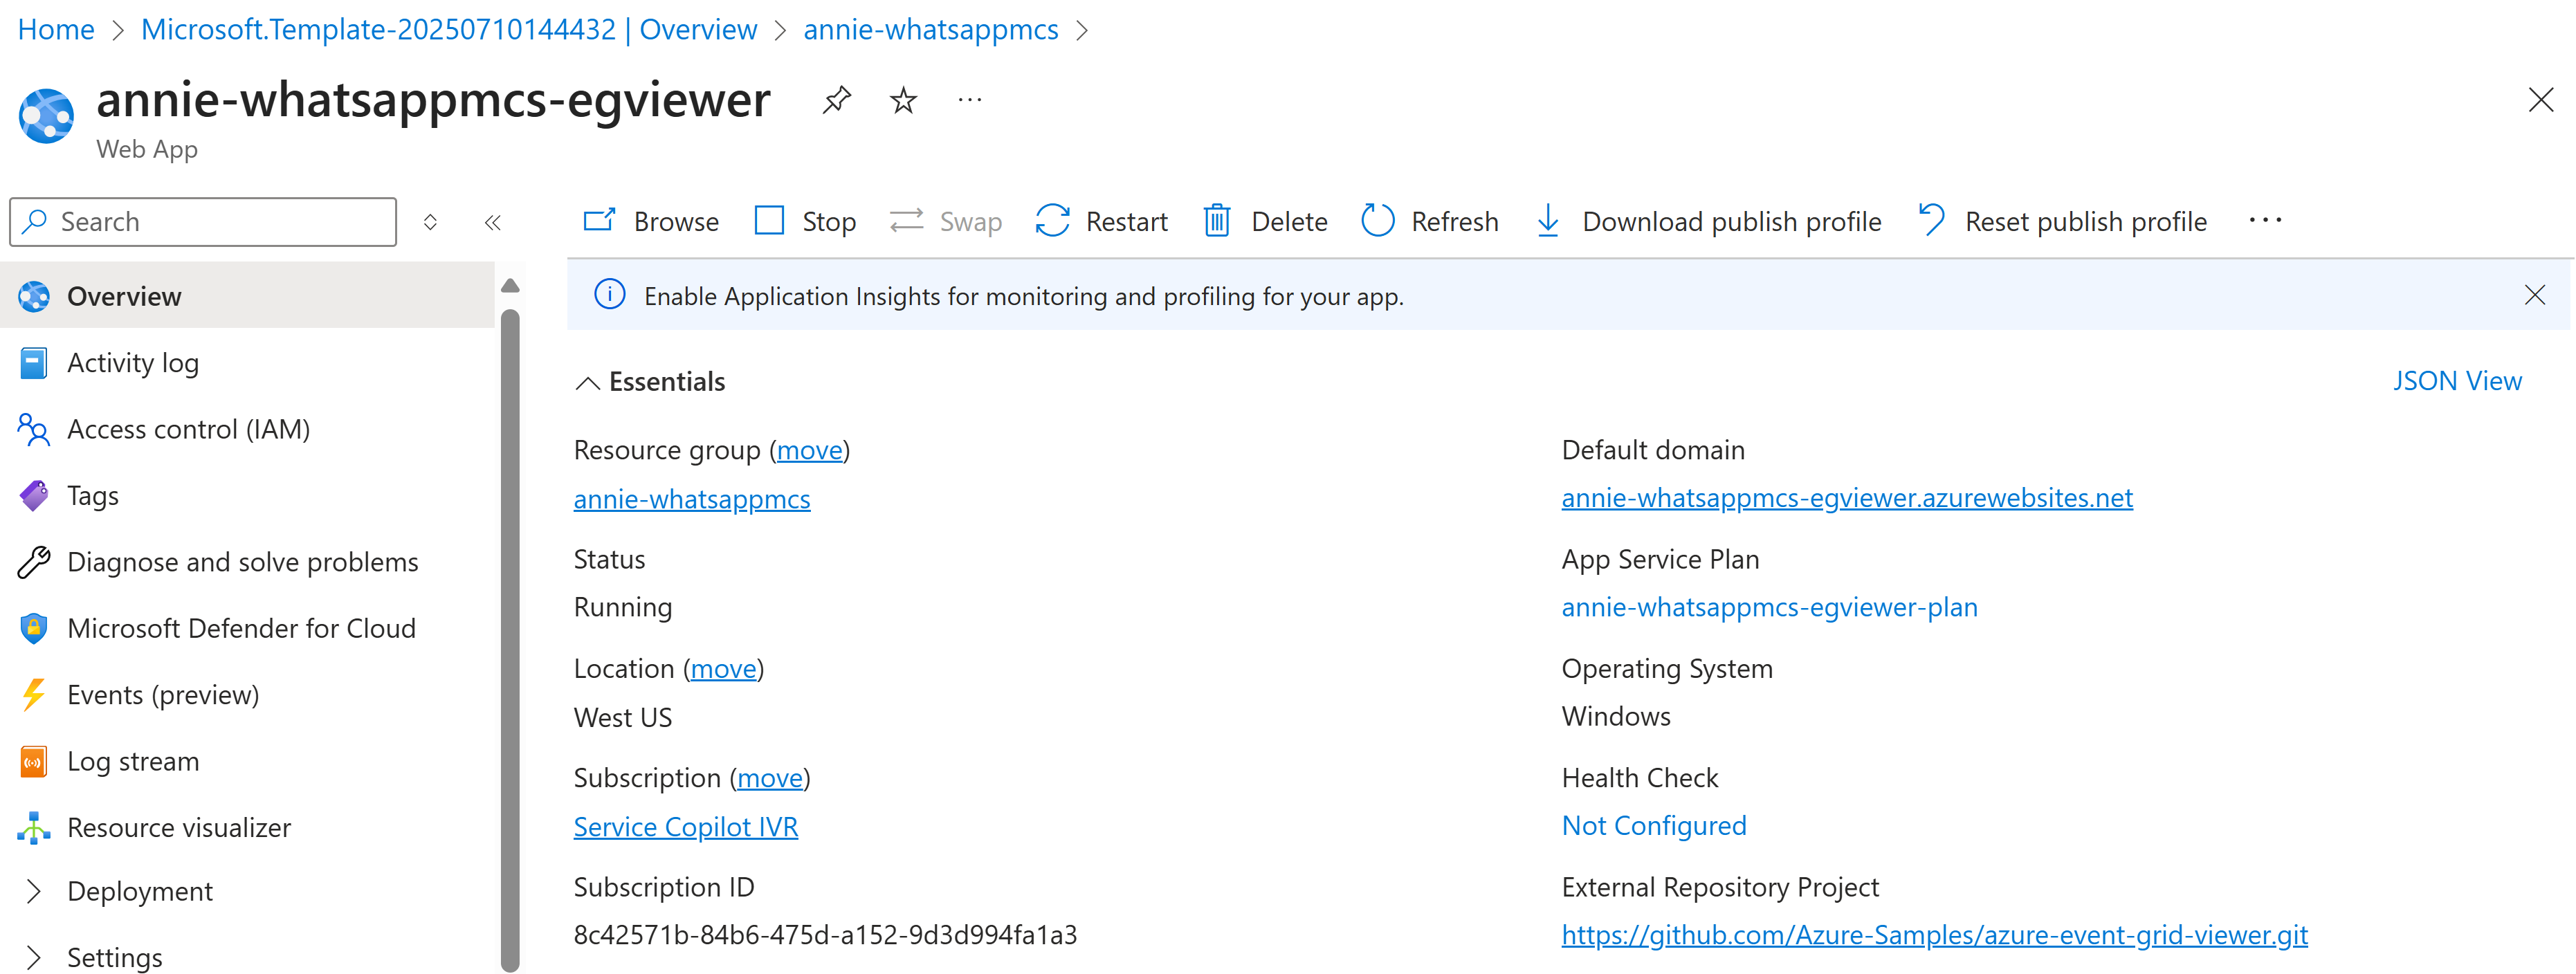 Home > Microsoft.Template-20250710144432 | Overview > annie-whatsappmcs >
annie-whatsappmcs-egviewer
Web App
Search
Browse Stop Swap Restart Delete Refresh Download publish profile Reset publish profile
Enable Application Insights for monitoring and profiling for your app.
Overview
Activity log
Access control (IAM)
Tags
Diagnose and solve problems
Microsoft Defender for Cloud
Events (preview)
Log stream
Resource visualizer
Deployment
Settings
Essentials
JSON View
Resource group (move)
annie-whatsappmcs
Status
Running
Location (move)
West US
Subscription (move)
Service Copilot IVR
Subscription ID
8c42571b-84b6-475d-a152-9d3d994fa1a3
Default domain
annie-whatsappmcs-egviewer.azurewebsites.net
App Service Plan
annie-whatsappmcs-egviewer-plan
Operating System
Windows
Health Check
Not Configured
External Repository Project
https://github.com/Azure-Samples/azure-event-grid-viewer.git